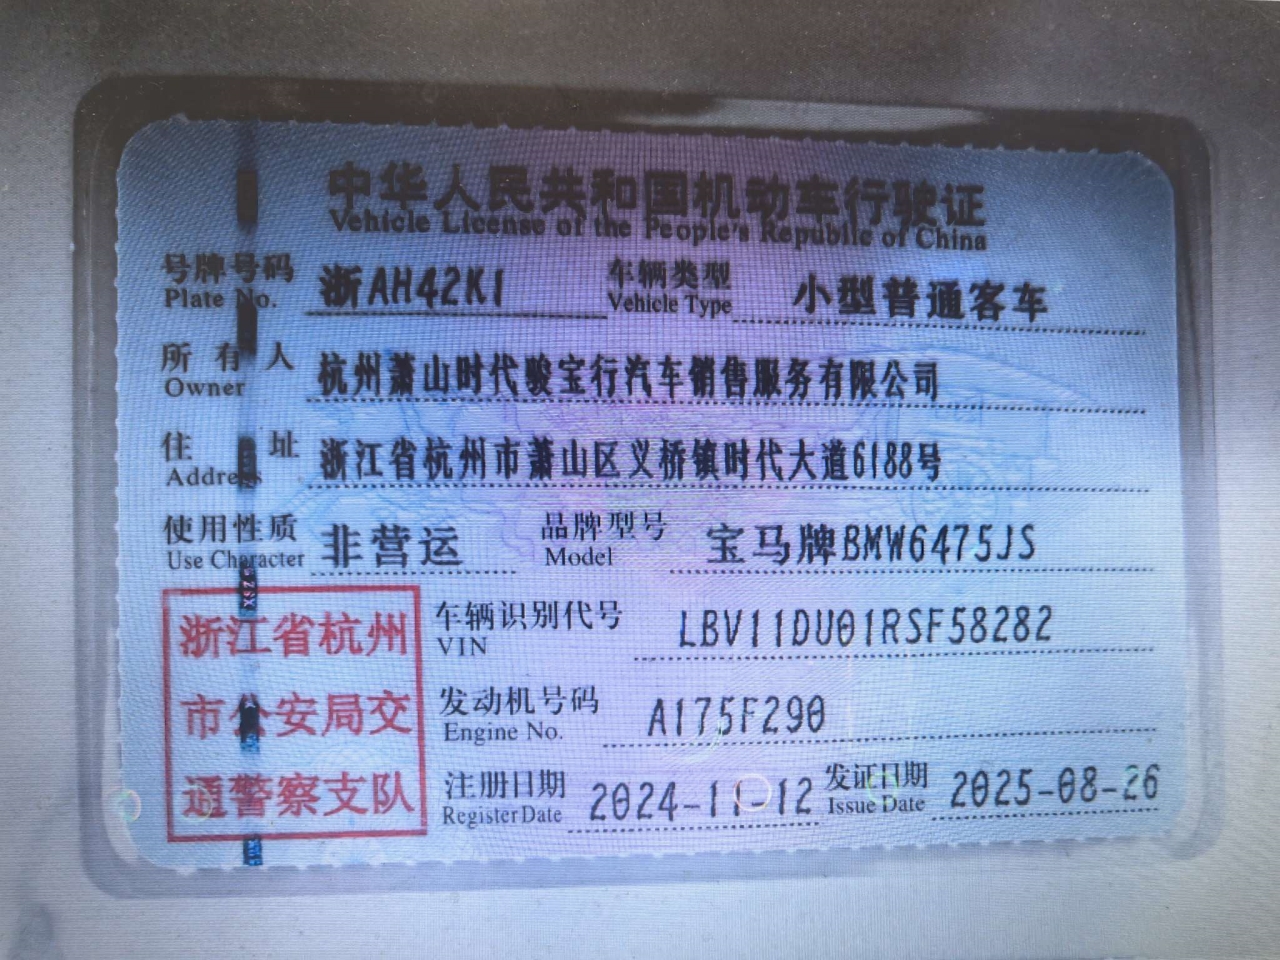 中华人民共和国机动车行驶证
Vehicle License of the People's Republic of China
号牌号码 浙AH42K1 车辆类型 小型普通客车
Plate No. Vehicle Type
所有人 杭州萧山时代骏宝行汽车销售服务有限公司
Owner
住址 浙江省杭州市萧山区义桥镇时代大道6188号
Address
使用性质 非营运 品牌型号 宝马牌BMW6475JS
Use Character Model
浙江省杭州
市公安局交
通警察支队
车辆识别代号 LBV11DU01RSF58282
VIN
发动机号码 A175F290
Engine No.
注册日期 2024-11-12 发证日期 2025-08-26
Register Date Issue Date